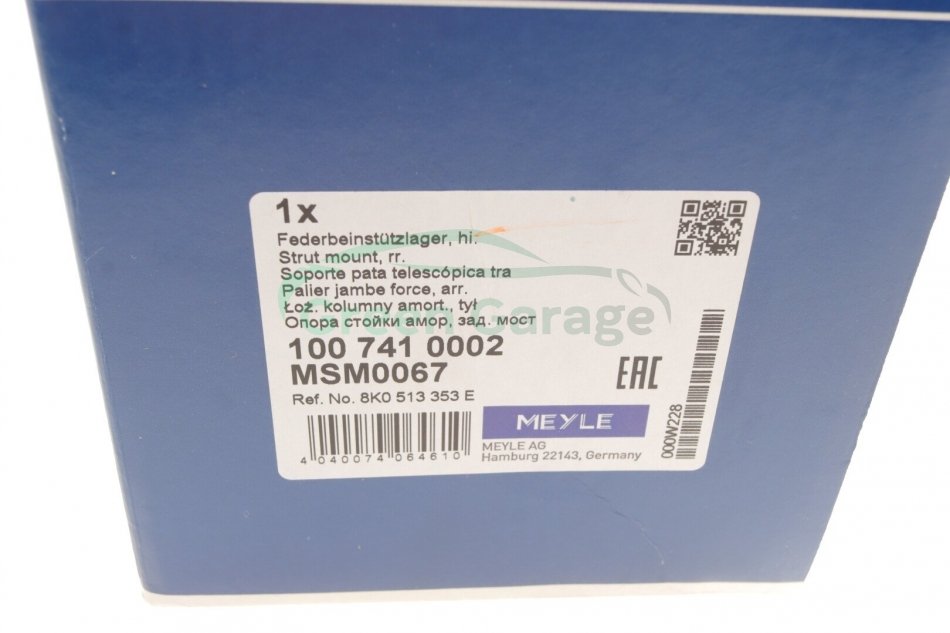 1x
Federbeinstützlager, hi.
Strut mount, rr.
Soporte pata telescópica tra
Palier jambe force, arr.
Łoż. kolumny amort., tył
Опора стойки амор, зад. мост
Green Garage
100 741 0002
MSM0067
Ref. No. 8K0 513 353 E
EAC
MEYLE
MEYLE AG
Hamburg 22143, Germany
4 040074 064610
000W228